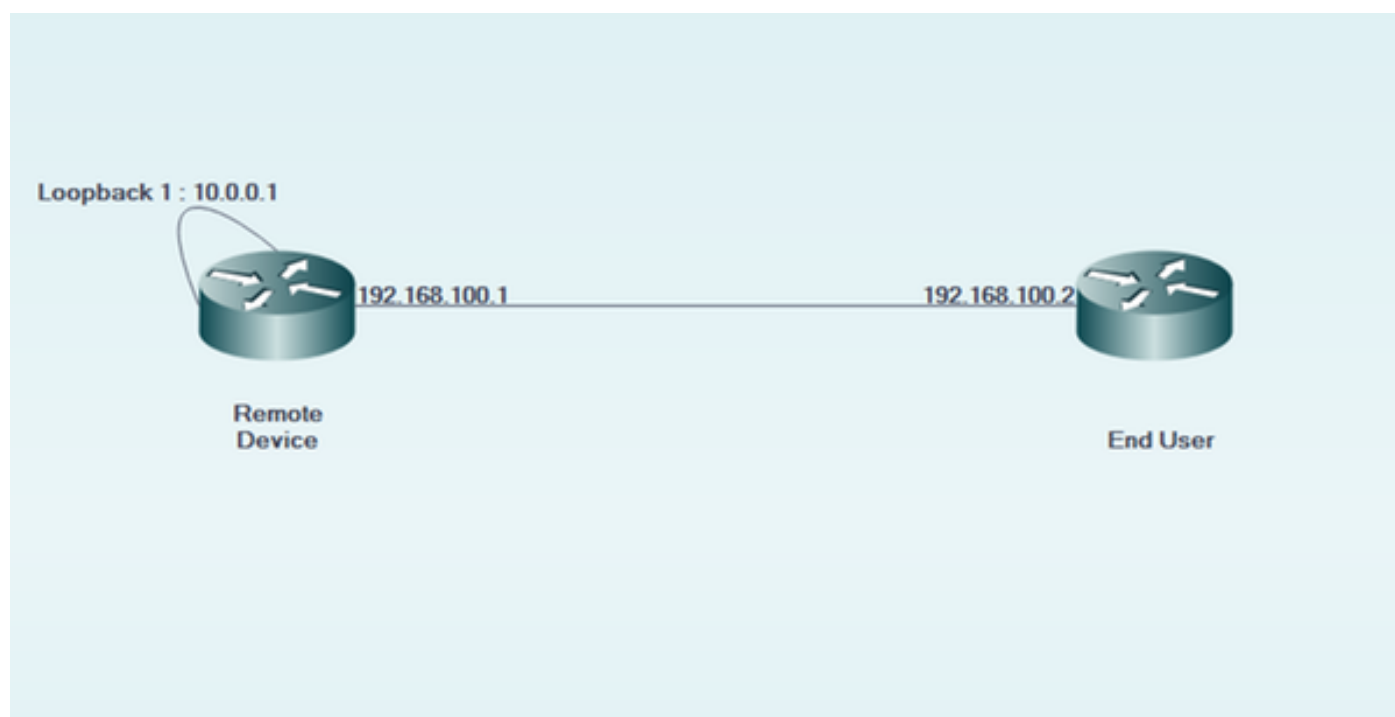 Loopback 1 : 10.0.0.1
192.168.100.1
192.168.100.2
Remote
Device
End User